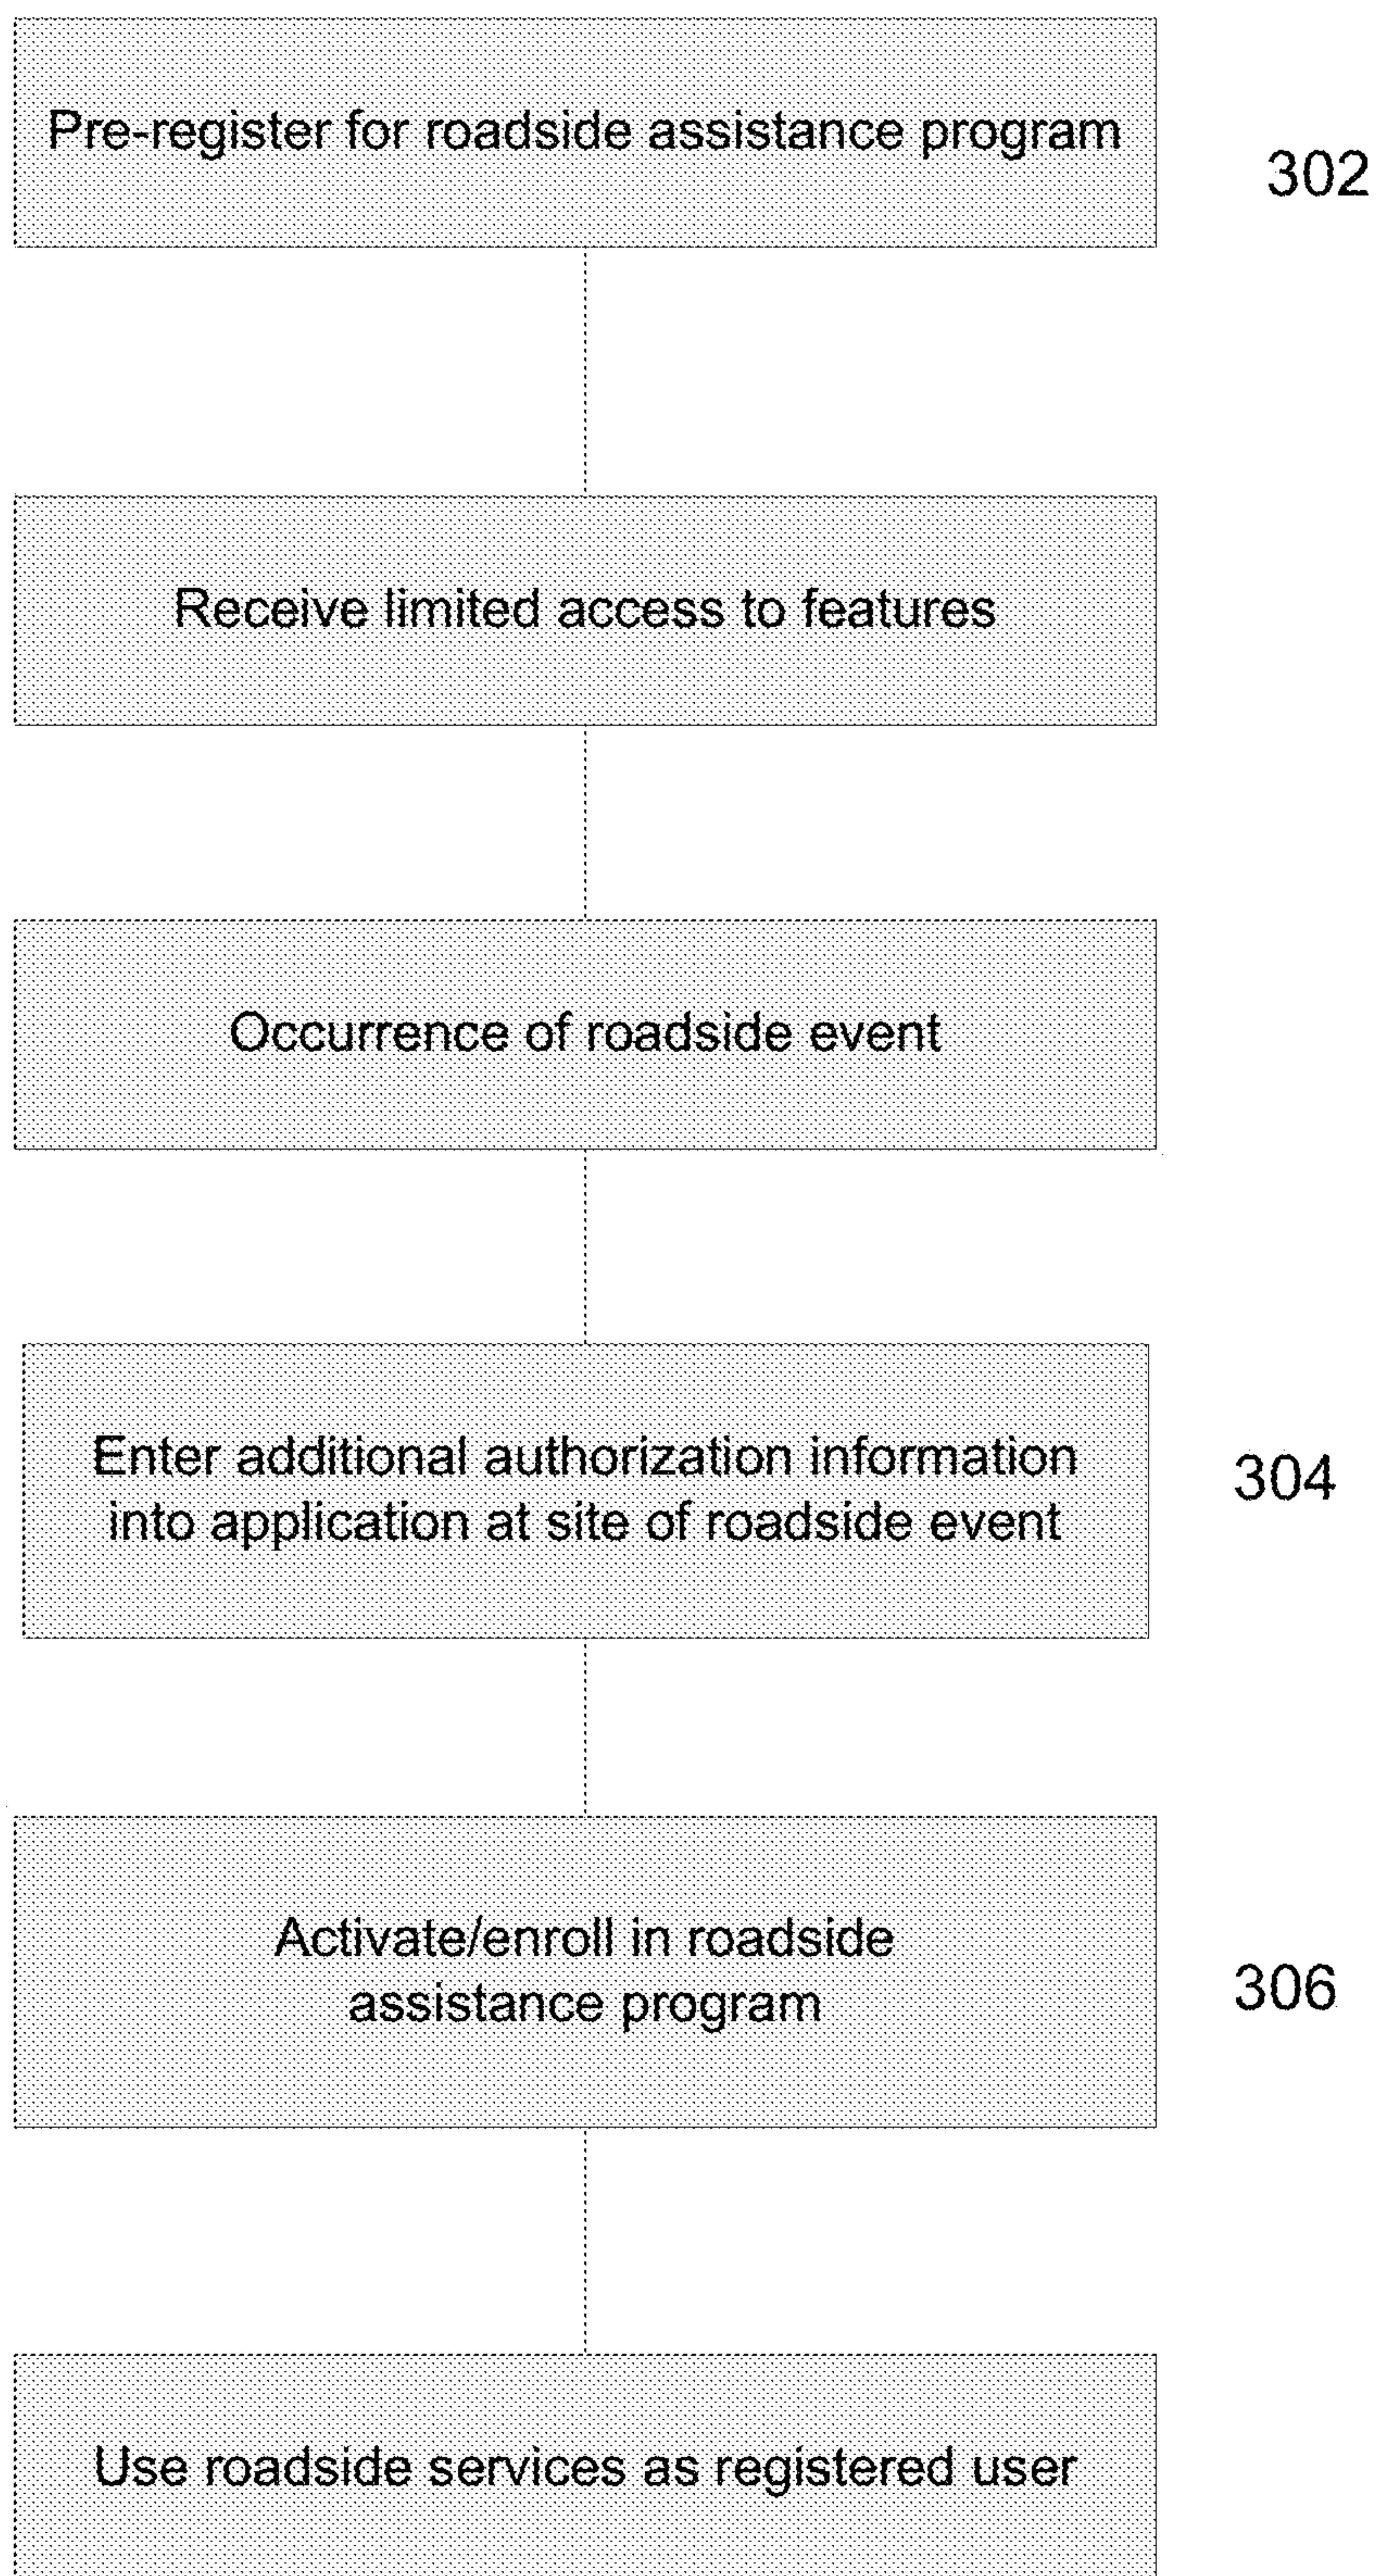 Pre-register for roadside assistance program
302
Receive limited access to features
Occurrence of roadside event
Enter additional authorization information
into application at site of roadside event
304
Activate/enroll in roadside
assistance program
306
Use roadside services as registered user